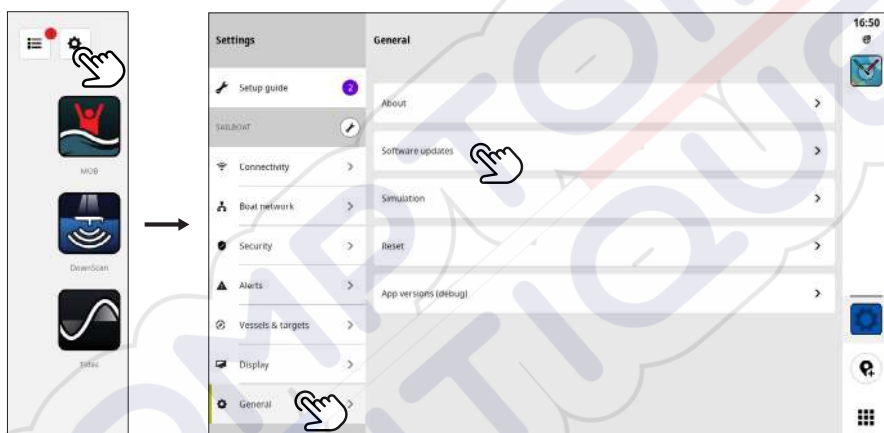 MOB
DownScan
Tides
Settings
Setup guide
2
SAILBOAT
Connectivity
Boat network
Security
Alerts
Vessels & targets
Display
General
General
About
Software updates
Simulation
Reset
App versions (debug)
16:50